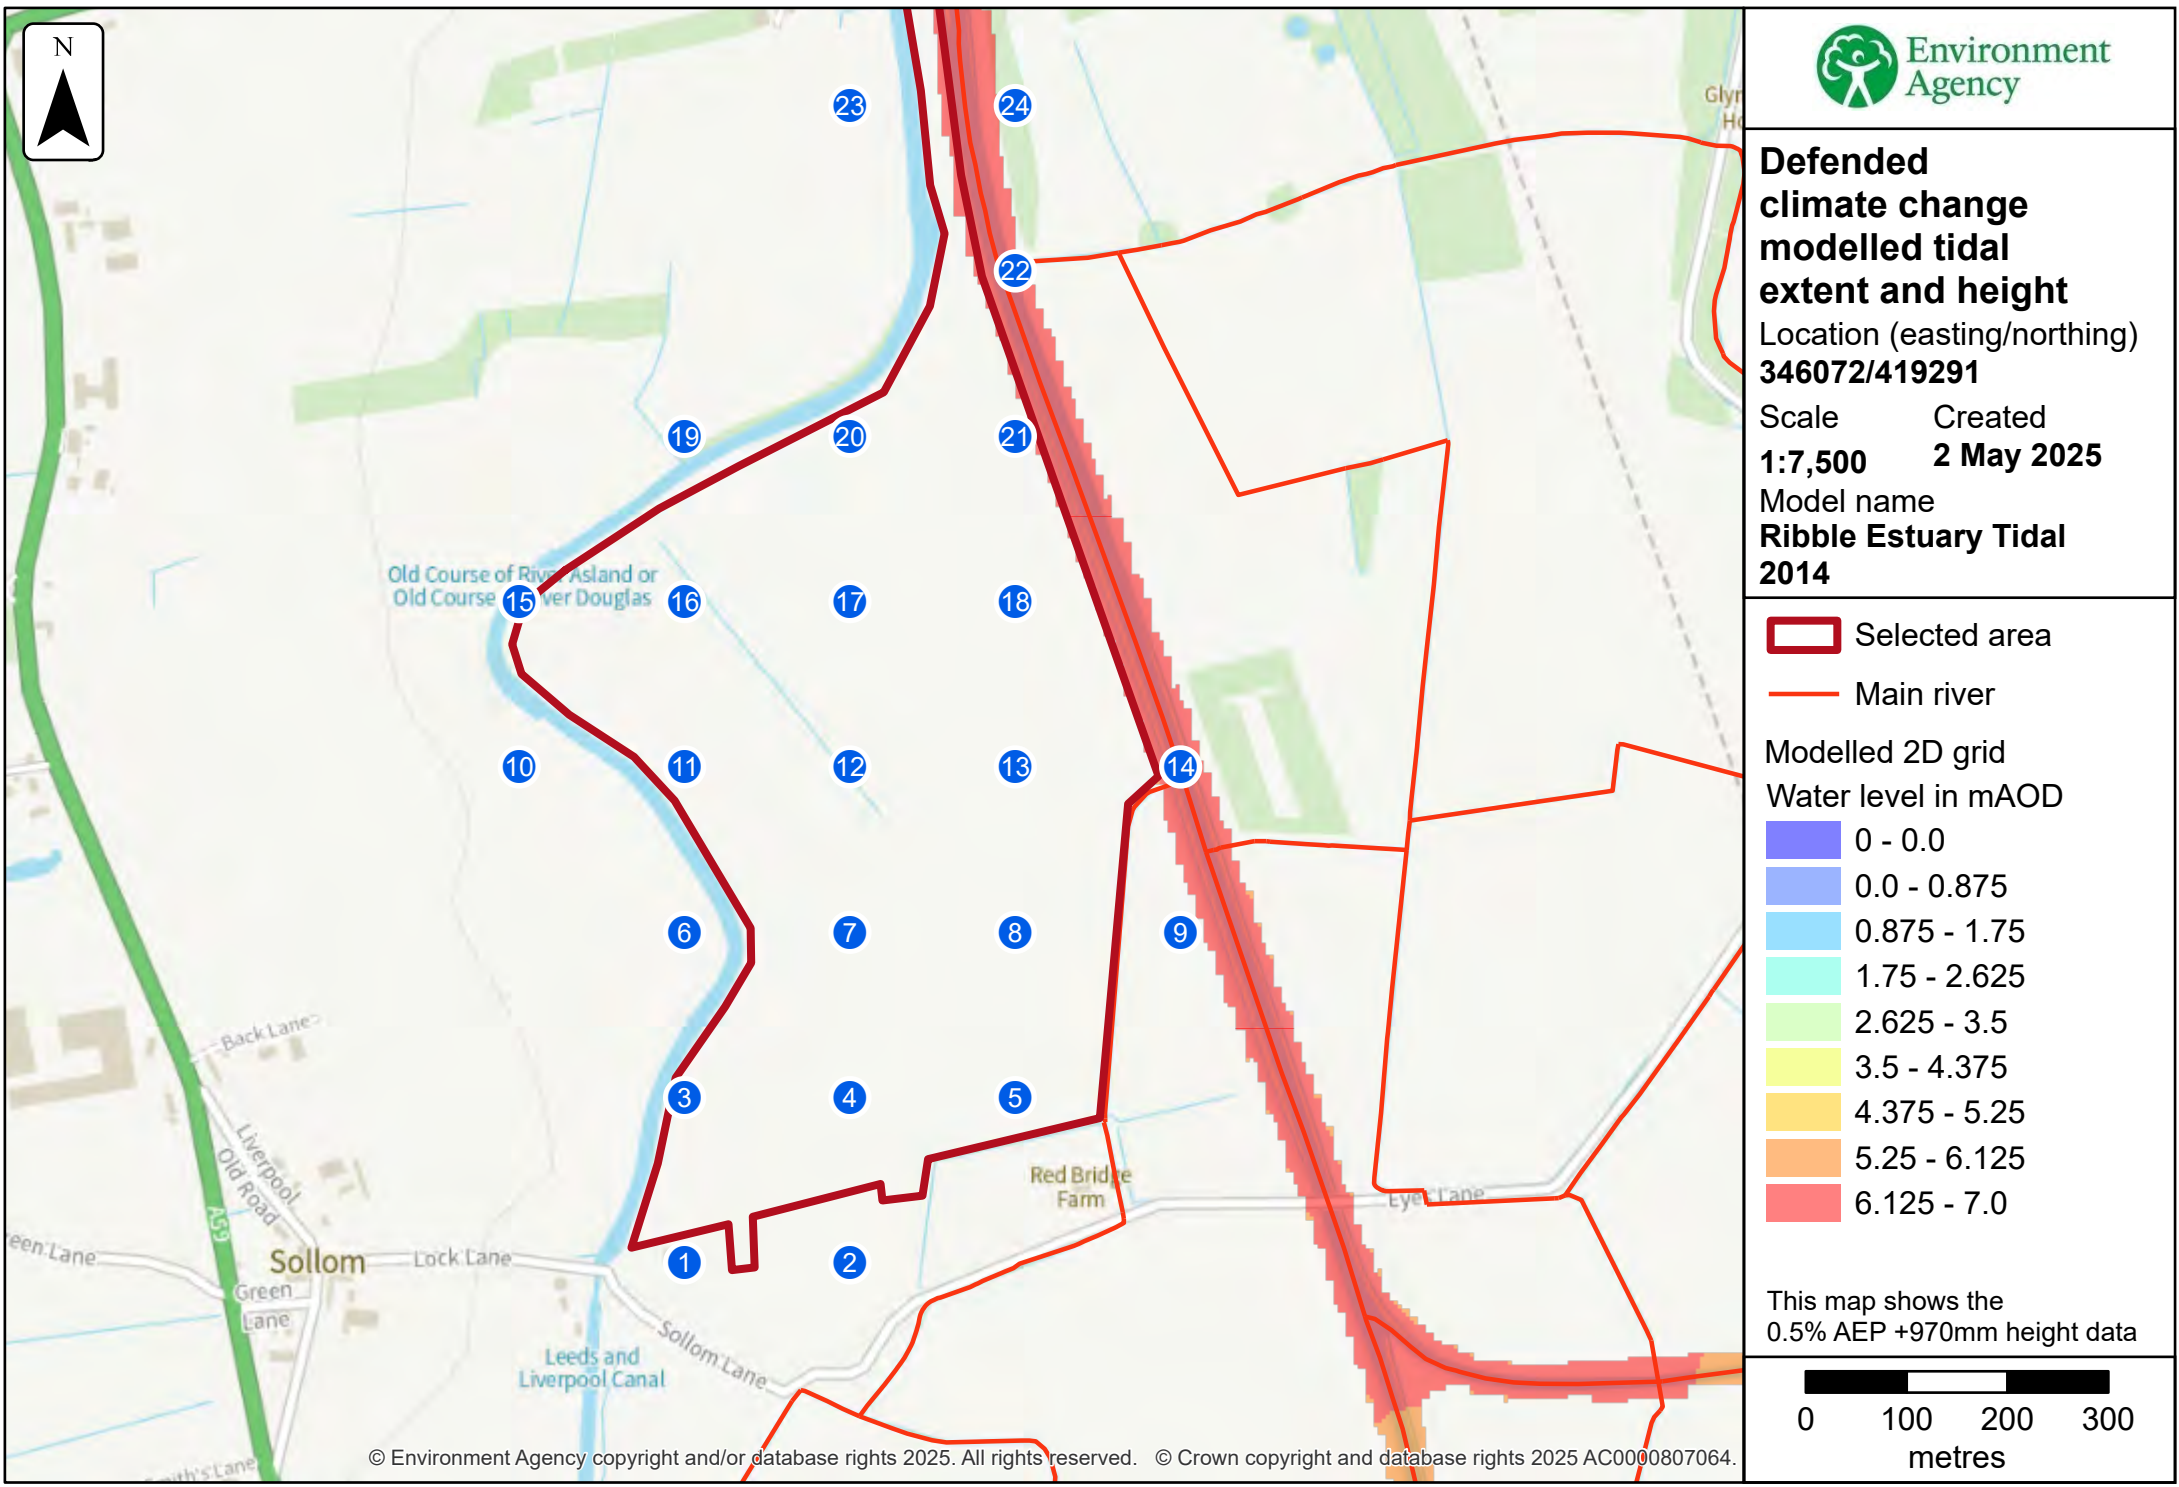 N
Glyn
Ho
23
24
22
19
20
21
Old Course of River Asland or
Old Course ver Douglas
15
16
17
18
10
11
12
13
14
6
7
8
9
Back Lane
3
4
5
Liverpool
Old Road
A59
Red Bridge
Farm
Eyes Lane
een Lane
Sollom
Lock Lane
1
2
Green
Lane
Sollom Lane
Leeds and
Liverpool Canal
ith's Lane
© Environment Agency copyright and/or database rights 2025. All rights reserved. © Crown copyright and database rights 2025 AC0000807064.
Environment
Agency
Defended
climate change
modelled tidal
extent and height
Location (easting/northing)
346072/419291
Scale Created
1:7,500 2 May 2025
Model name
Ribble Estuary Tidal
2014
Selected area
Main river
Modelled 2D grid
Water level in mAOD
0 - 0.0
0.0 - 0.875
0.875 - 1.75
1.75 - 2.625
2.625 - 3.5
3.5 - 4.375
4.375 - 5.25
5.25 - 6.125
6.125 - 7.0
This map shows the
0.5% AEP +970mm height data
0 100 200 300
metres